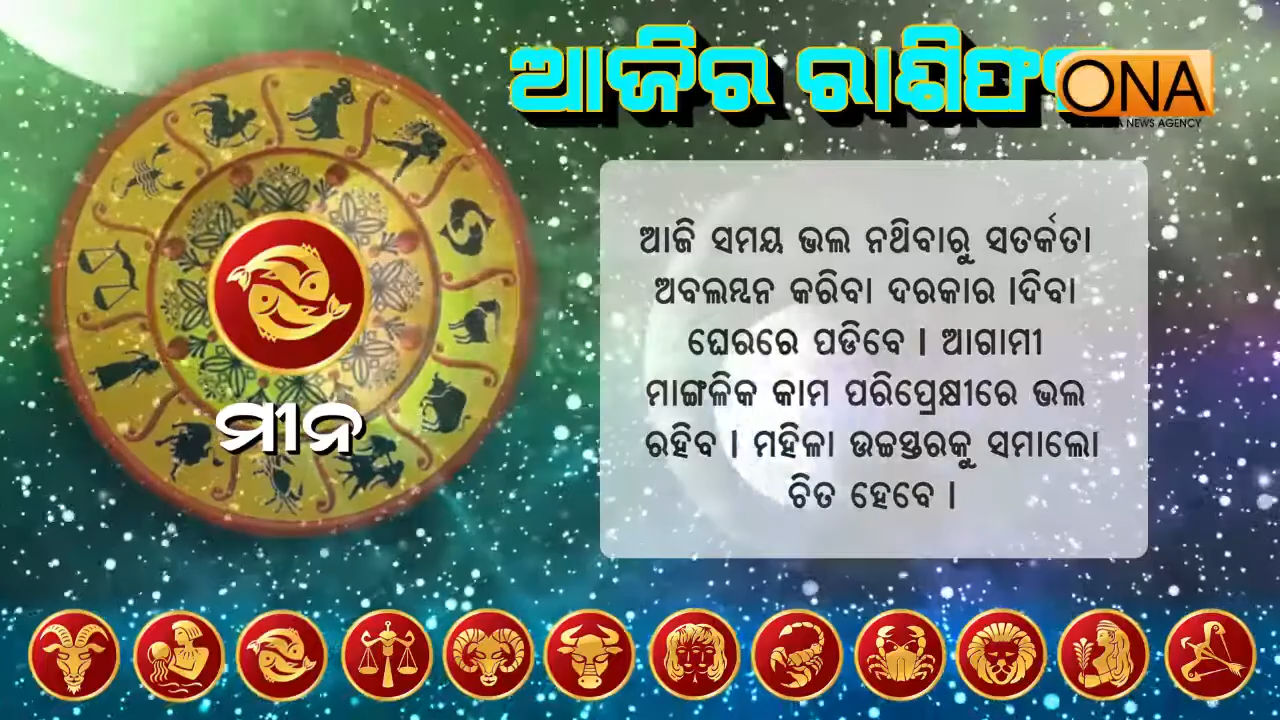 ଆଜିର
ONA
A NEWS AGENCY
ଆଜି ସମୟ ଭଲ ନଥିବାରୁ ସତର୍କତା
ଅବଲମ୍ବନ କରିବା ଦରକାର ।ଦିବା
ଘେରରେ ପଡିବେ । ଆଗାମୀ
ମାଙ୍ଗଳିକ କାମ ପରିପ୍ରେକ୍ଷୀରେ ଭଲ
ରହିବ । ମହିଳା ଉଚ୍ଚସ୍ତରକୁ ସମାଲୋ
ଚିତ ହେବେ ।
ମୀନ